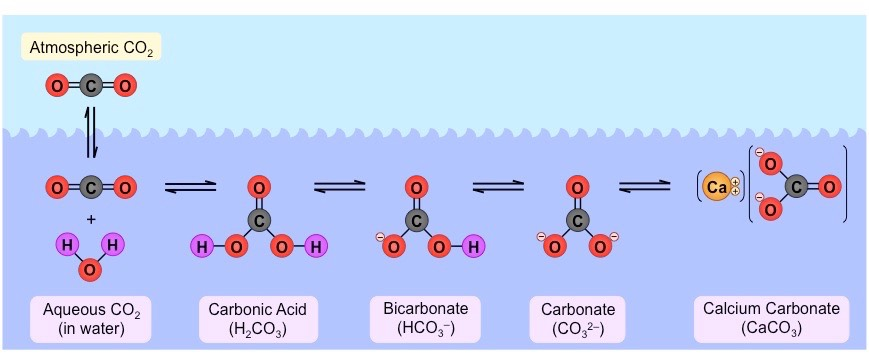 Atmospheric CO₂
O=C=O
O=C=O
+
H H
O
O
C
H O O H
O
C
⊖
O O H
O
C
⊖ ⊖
O O
Ca ⊕⊕
⊖ O
C O
⊖ O
Aqueous CO₂
(in water)
Carbonic Acid
(H₂CO₃)
Bicarbonate
(HCO₃⁻)
Carbonate
(CO₃²⁻)
Calcium Carbonate
(CaCO₃)